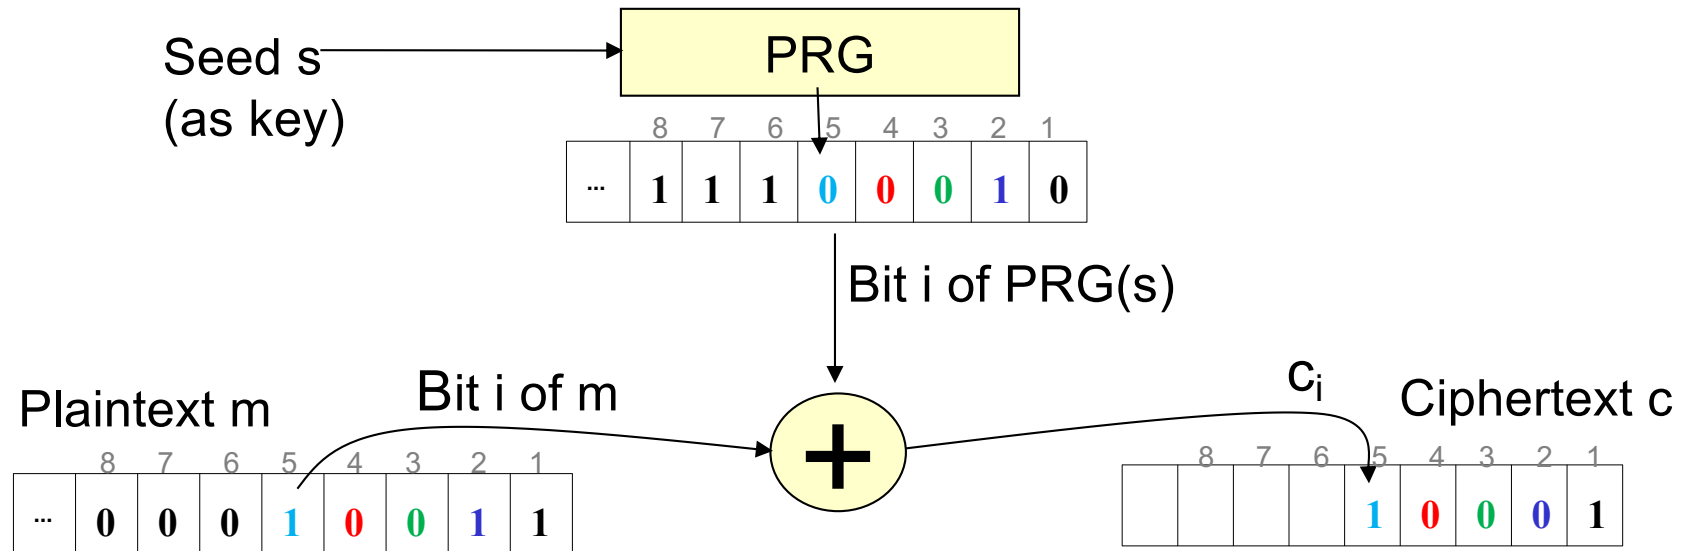 PRG
Seed s
(as key)
8 7 6 5 4 3 2 1
... 1 1 1 0 0 0 1 0
Bit i of PRG(s)
Plaintext m
Bit i of m
+
ci
Ciphertext c
8 7 6 5 4 3 2 1
... 0 0 0 1 0 0 1 1
8 7 6 5 4 3 2 1
1 0 0 0 1